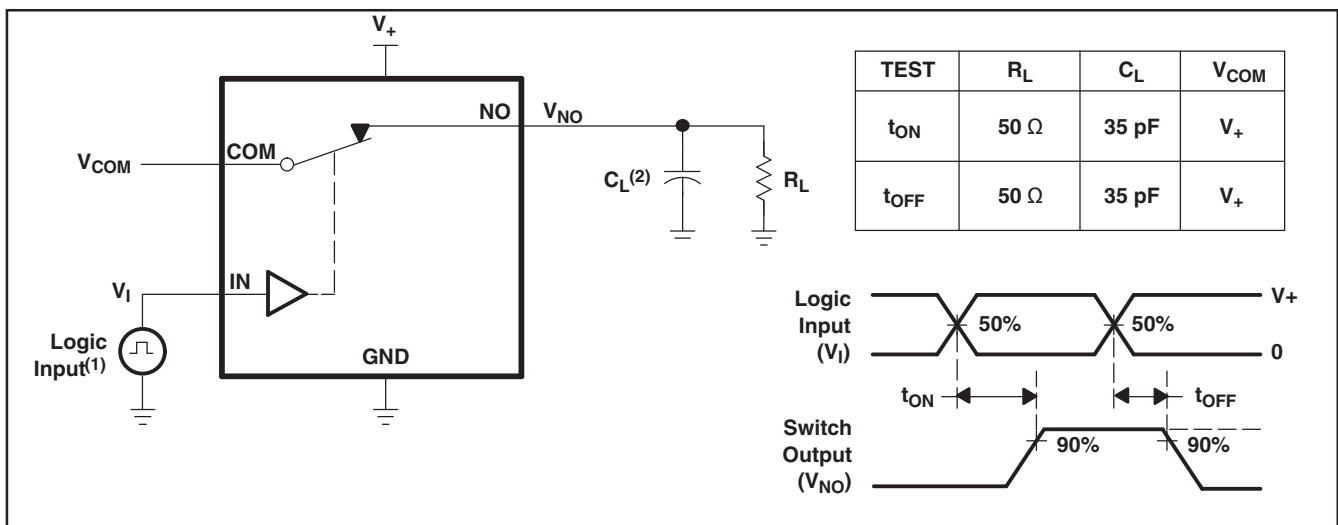 V+
NO
VNO
COM
VCOM
CL(2)
RL
IN
VI
Logic
Input(1)
GND
TEST RL CL VCOM
tON 50 Ω 35 pF V+
tOFF 50 Ω 35 pF V+
Logic
Input
(VI)
50%
50%
V+
0
tON
tOFF
Switch
Output
(VNO)
90%
90%